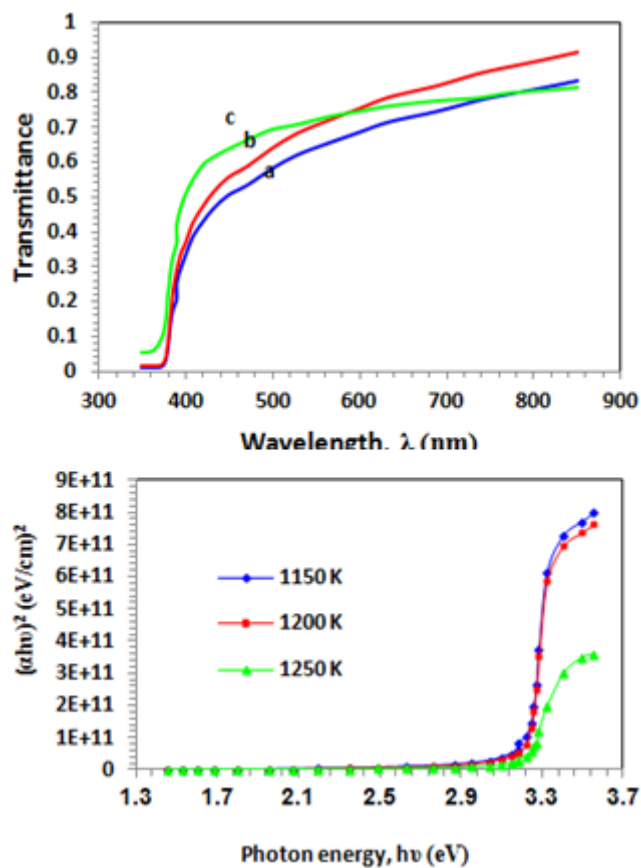 1
0.9
0.8
0.7
0.6
0.5
0.4
0.3
0.2
0.1
0
Transmittance
c
b
a
300 400 500 600 700 800 900
Wavelength, λ (nm)
9E+11
8E+11
7E+11
6E+11
5E+11
4E+11
3E+11
2E+11
1E+11
0
(αhυ)² (eV/cm)²
1150 K
1200 K
1250 K
1.3 1.7 2.1 2.5 2.9 3.3 3.7
Photon energy, hυ (eV)